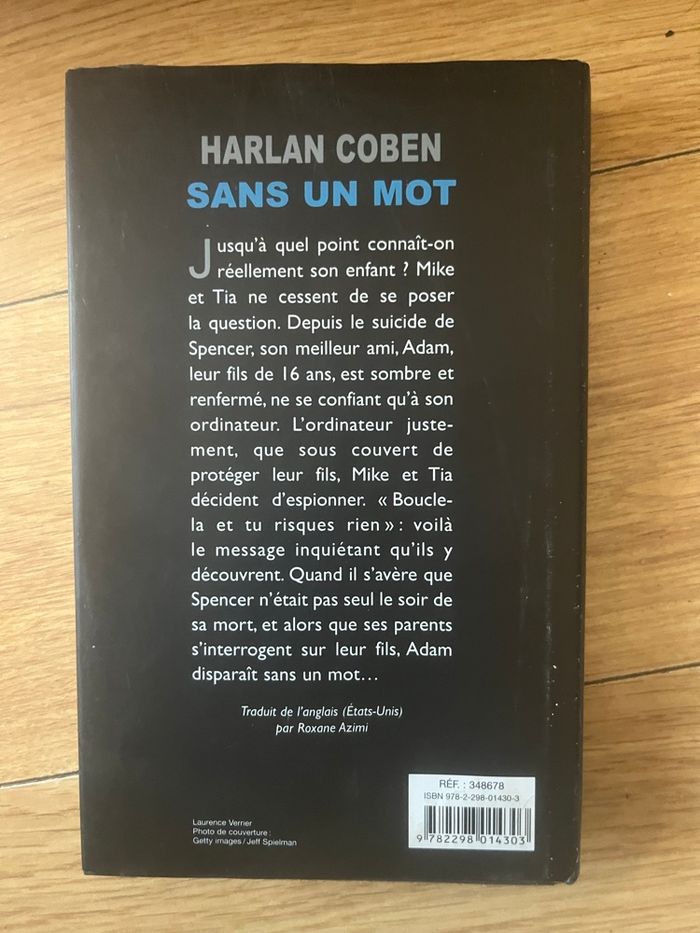 HARLAN COBEN
SANS UN MOT
Jusqu'à quel point connaît-on
réellement son enfant ? Mike
et Tia ne cessent de se poser
la question. Depuis le suicide de
Spencer, son meilleur ami, Adam,
leur fils de 16 ans, est sombre et
renfermé, ne se confiant qu'à son
ordinateur. L'ordinateur juste-
ment, que sous couvert de
protéger leur fils, Mike et Tia
décident d'espionner. « Boucle-
la et tu risques rien » : voilà
le message inquiétant qu'ils y
découvrent. Quand il s'avère que
Spencer n'était pas seul le soir de
sa mort, et alors que ses parents
s'interrogent sur leur fils, Adam
disparaît sans un mot…
Traduit de l'anglais (États-Unis)
par Roxane Azimi
RÉF. : 348678
ISBN 978-2-298-01430-3
9 782298 014303
Laurence Verrier
Photo de couverture :
Getty images / Jeff Spielman